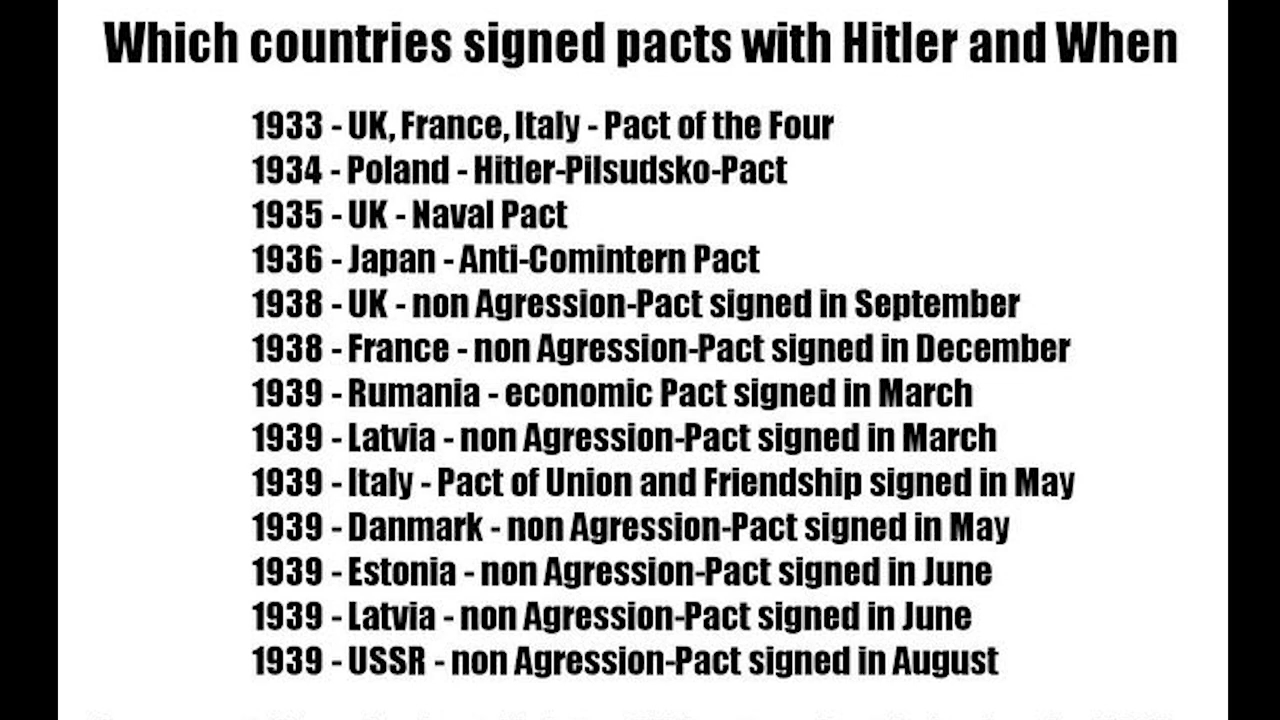 Which countries signed pacts with Hitler and When
1933 - UK, France, Italy - Pact of the Four
1934 - Poland - Hitler-Pilsudsko-Pact
1935 - UK - Naval Pact
1936 - Japan - Anti-Comintern Pact
1938 - UK - non Agression-Pact signed in September
1938 - France - non Agression-Pact signed in December
1939 - Rumania - economic Pact signed in March
1939 - Latvia - non Agression-Pact signed in March
1939 - Italy - Pact of Union and Friendship signed in May
1939 - Danmark - non Agression-Pact signed in May
1939 - Estonia - non Agression-Pact signed in June
1939 - Latvia - non Agression-Pact signed in June
1939 - USSR - non Agression-Pact signed in August